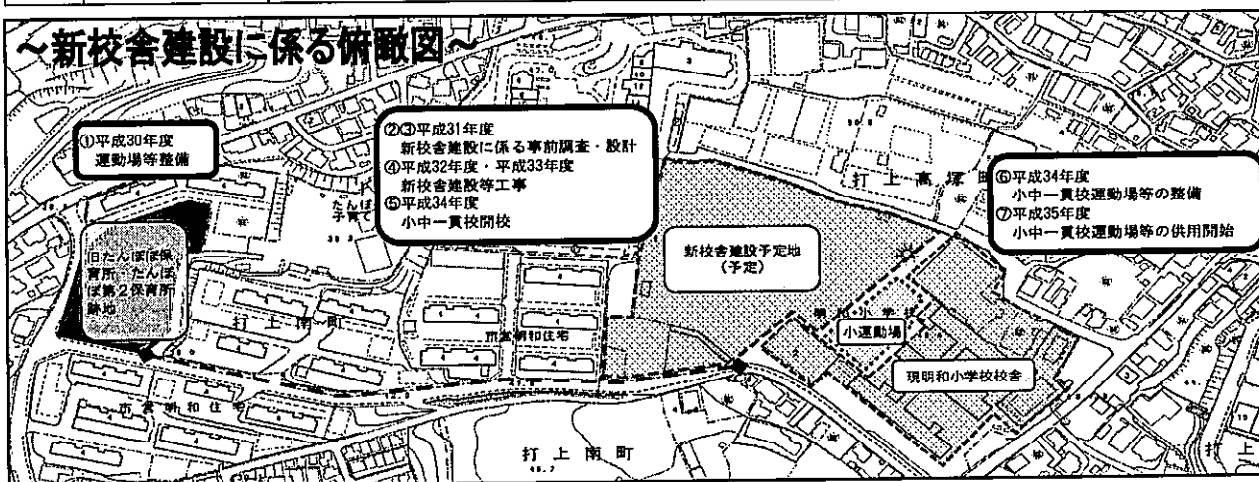 ～新校舎建設に係る俯瞰図～
①平成30年度
運動場等整備
②③平成31年度
新校舎建設に係る事前調査・設計
④平成32年度・平成33年度
新校舎建設等工事
⑤平成34年度
小中一貫校開校
⑥平成34年度
小中一貫校運動場等の整備
⑦平成35年度
小中一貫校運動場等の供用開始
打上高塚町
新校舎建設予定地
（予定）
旧たんぽぽ保
育所・たんぽ
ぽ第2保育所
跡地
打上南町
市営明和住宅
小運動場
現明和小学校校舎
市営明和住宅
打上南町